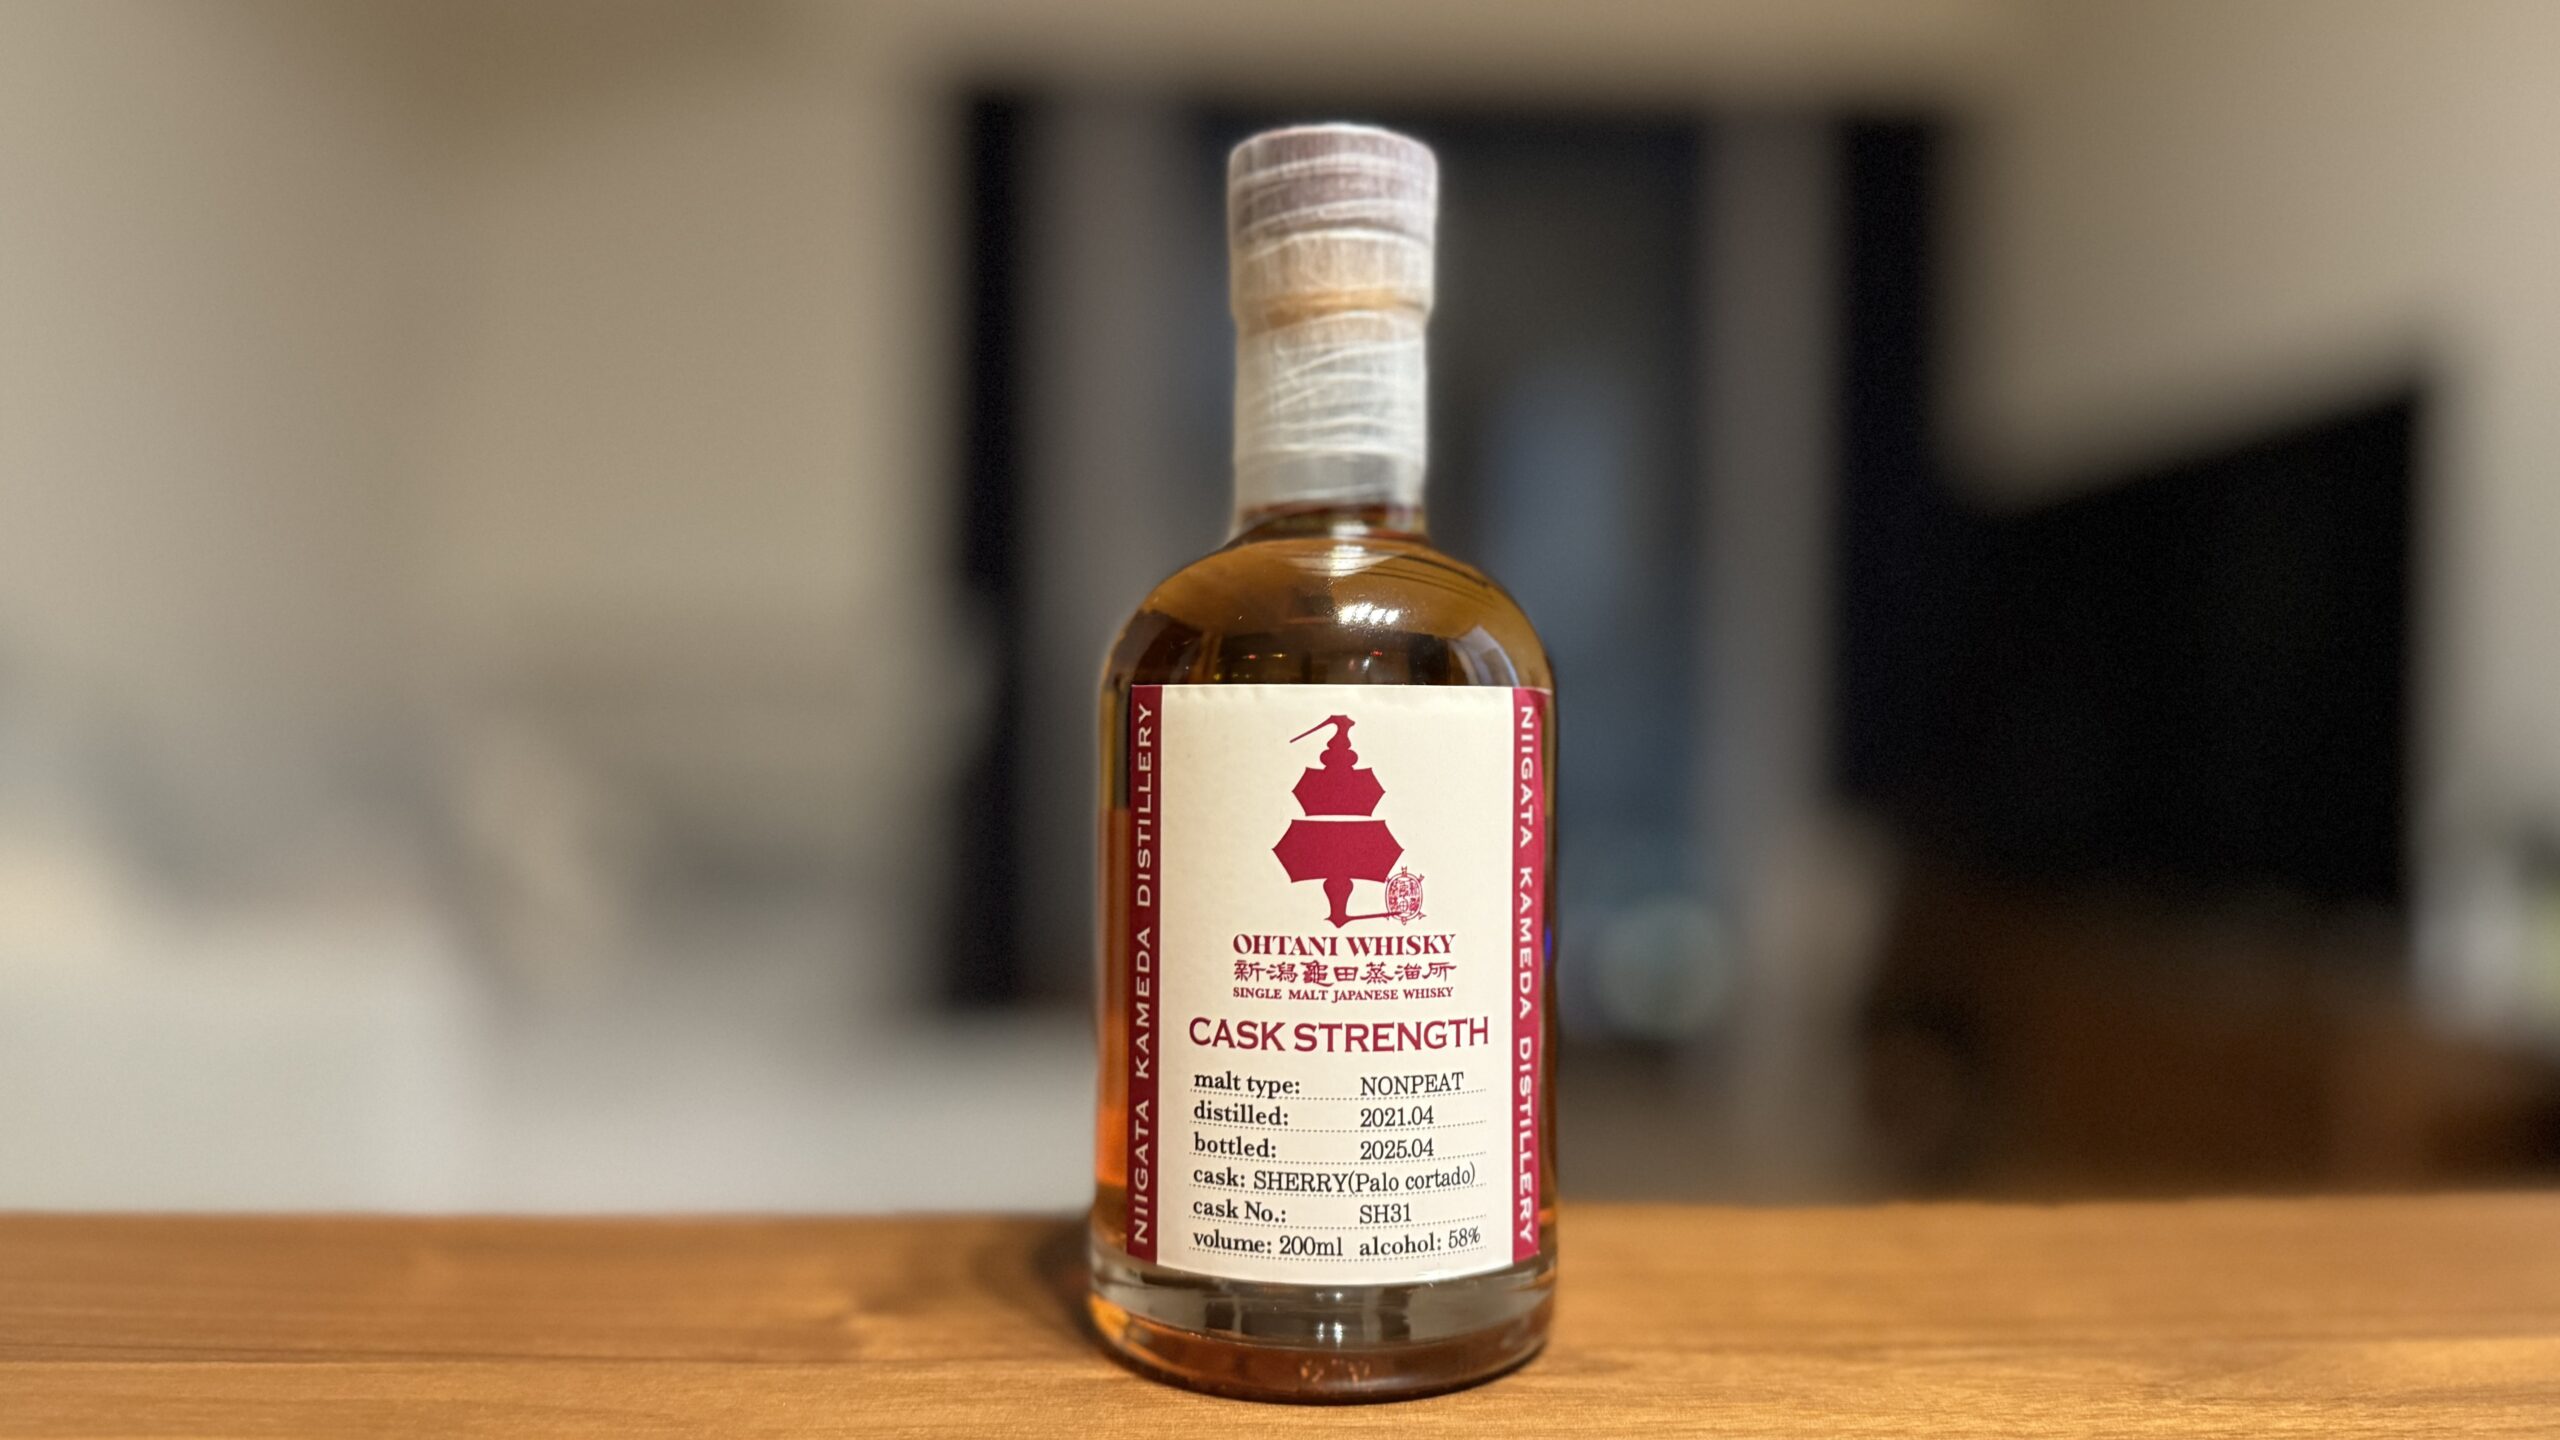 OHTANI WHISKY
新潟亀田蒸溜所
SINGLE MALT JAPANESE WHISKY
CASK STRENGTH
malt type: NONPEAT
distilled: 2021.04
bottled: 2025.04
cask: SHERRY(Palo cortado)
cask No.: SH31
volume: 200ml alcohol: 58%
NIIGATA KAMEDA DISTILLERY
NIIGATA KAMEDA DISTILLERY